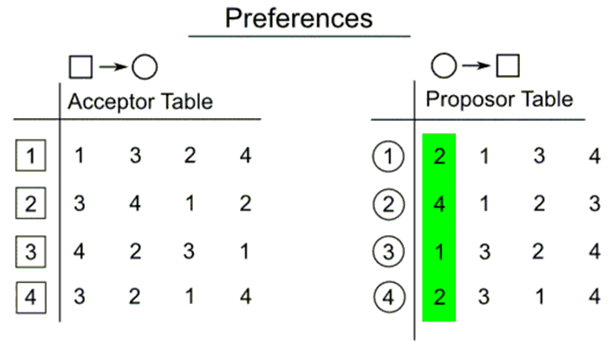 Preferences
Acceptor Table Proposor Table
1 1 3 2 4 1 2 1 3 4
2 3 4 1 2 2 4 1 2 3
3 4 2 3 1 3 1 3 2 4
4 3 2 1 4 4 2 3 1 4